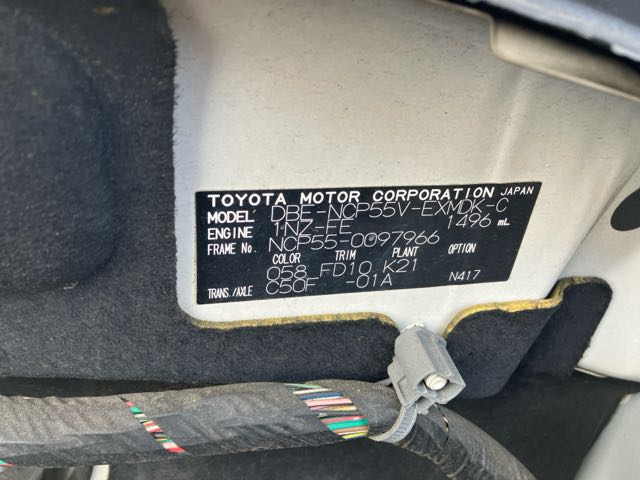 TOYOTA MOTOR CORPORATION JAPAN
MODEL DBE-NCP55V-EXMDK-C
ENGINE 1NZ-FE 1496 mL
FRAME No. NCP55-0097966
COLOR TRIM PLANT OPTION
058 FD10 K21
TRANS./AXLE C50F -01A N417